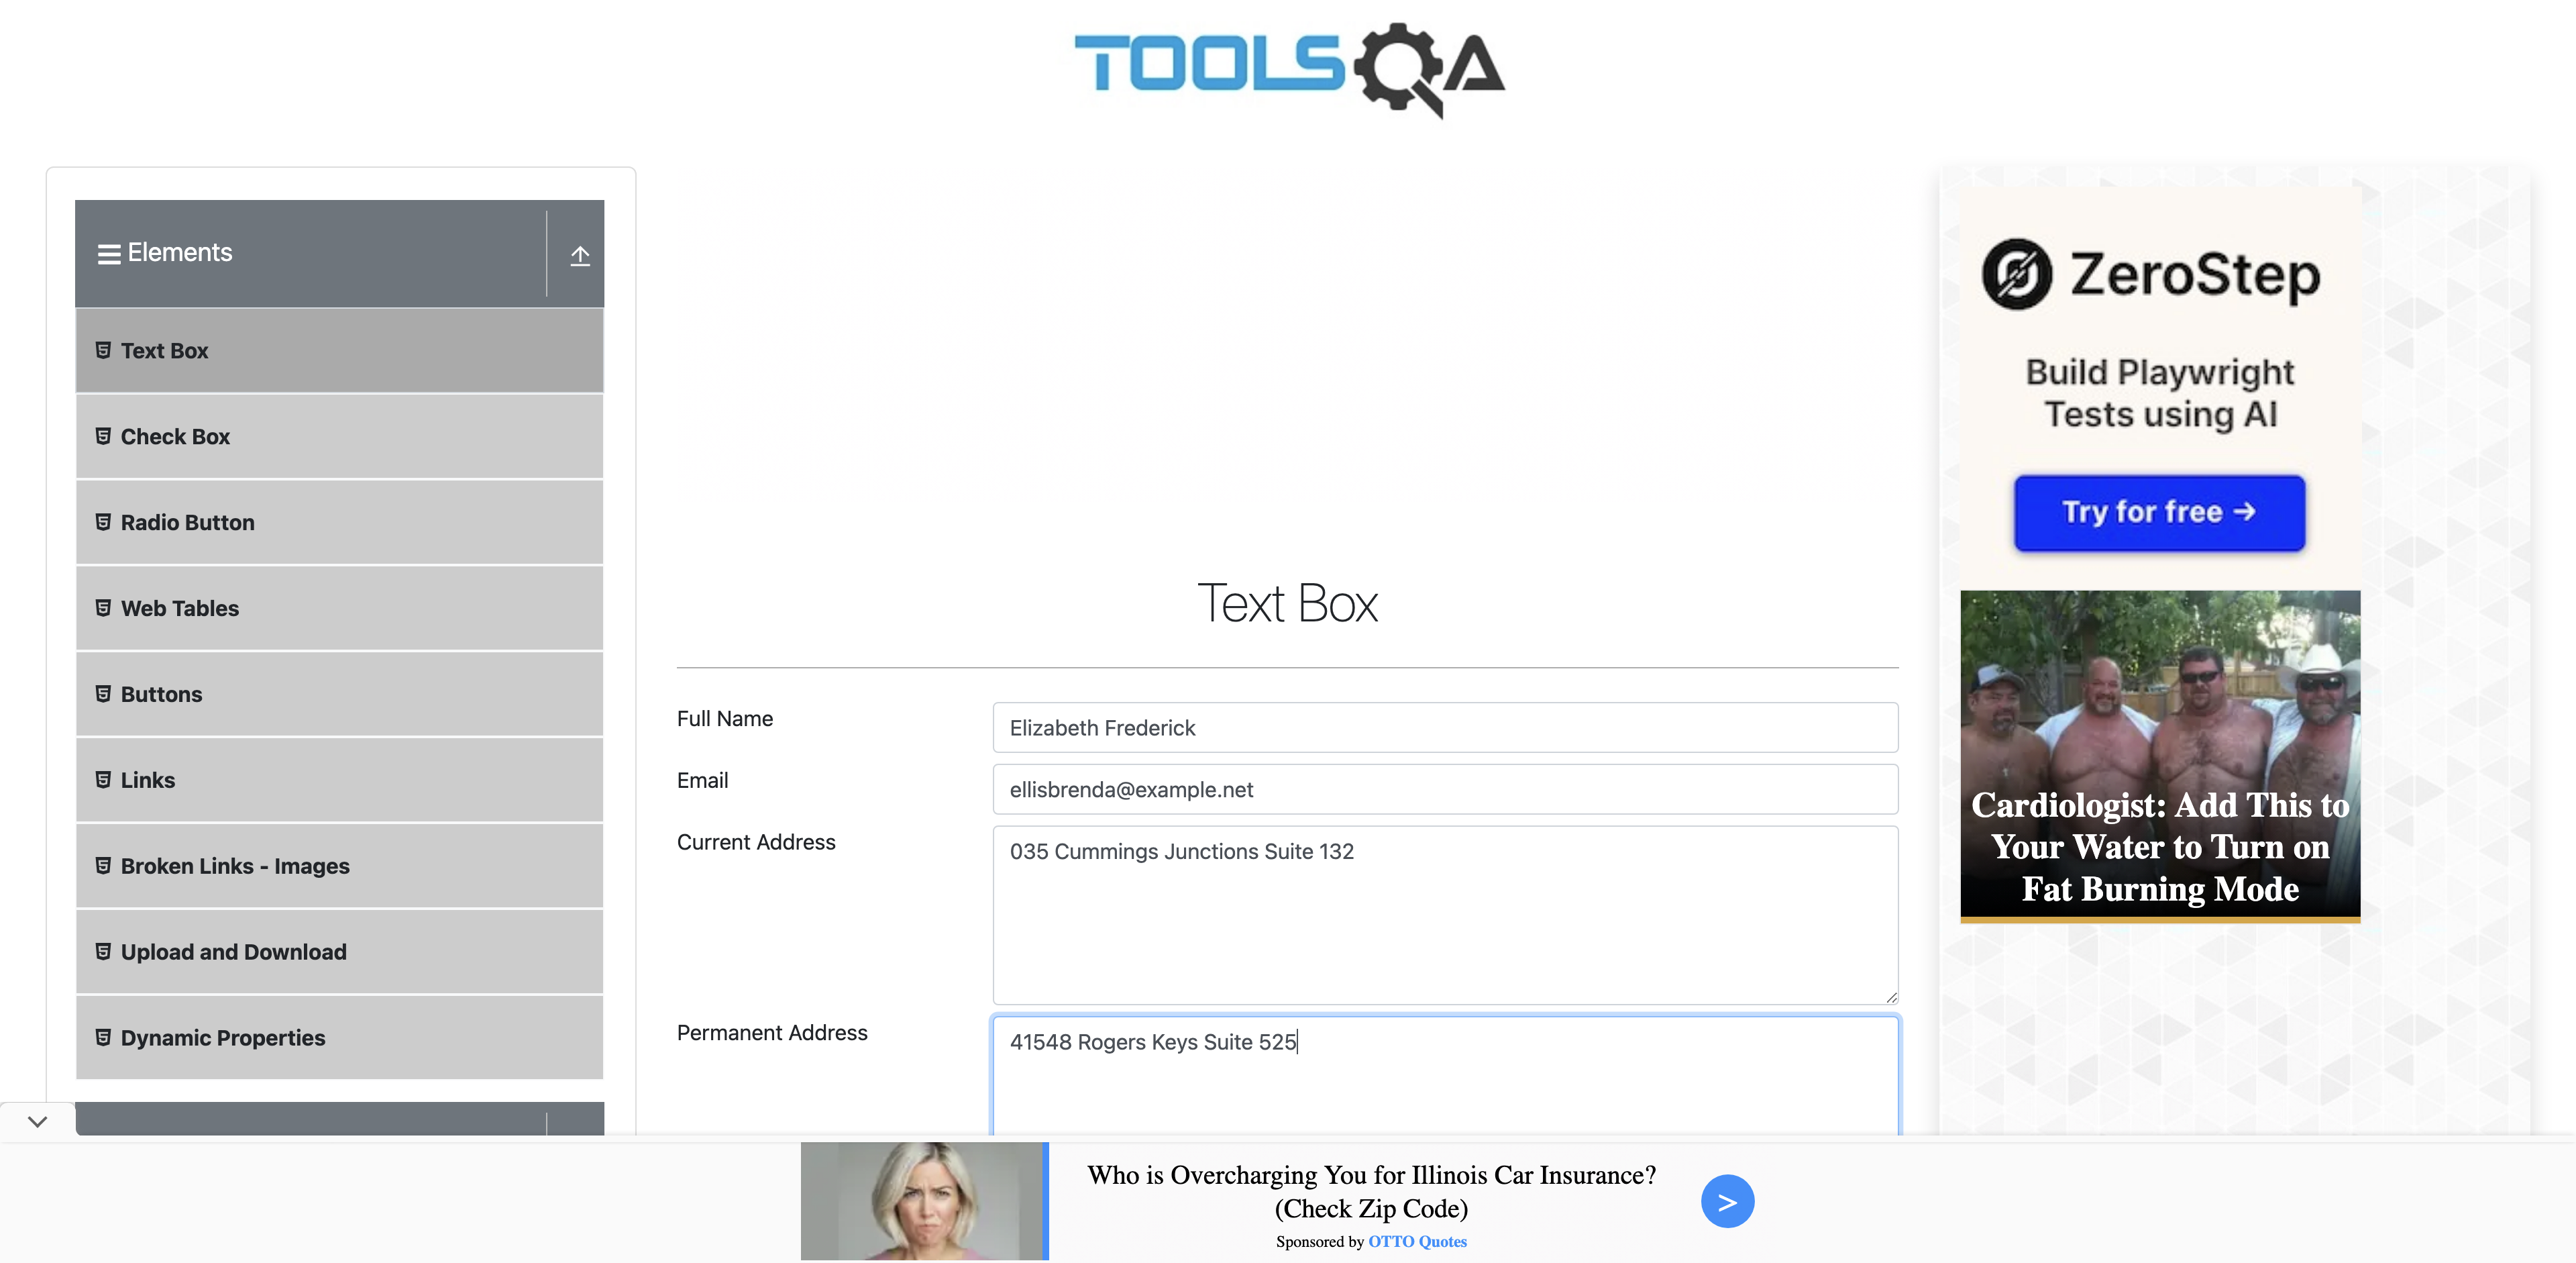 TOOLSQA
Elements
Text Box
Check Box
Radio Button
Web Tables
Buttons
Links
Broken Links - Images
Upload and Download
Dynamic Properties
Text Box
Full Name
Elizabeth Frederick
Email
ellisbrenda@example.net
Current Address
035 Cummings Junctions Suite 132
Permanent Address
41548 Rogers Keys Suite 525
ZeroStep
Build Playwright
Tests using AI
Try for free →
Cardiologist: Add This to
Your Water to Turn on
Fat Burning Mode
Who is Overcharging You for Illinois Car Insurance?
(Check Zip Code)
Sponsored by OTTO Quotes
>